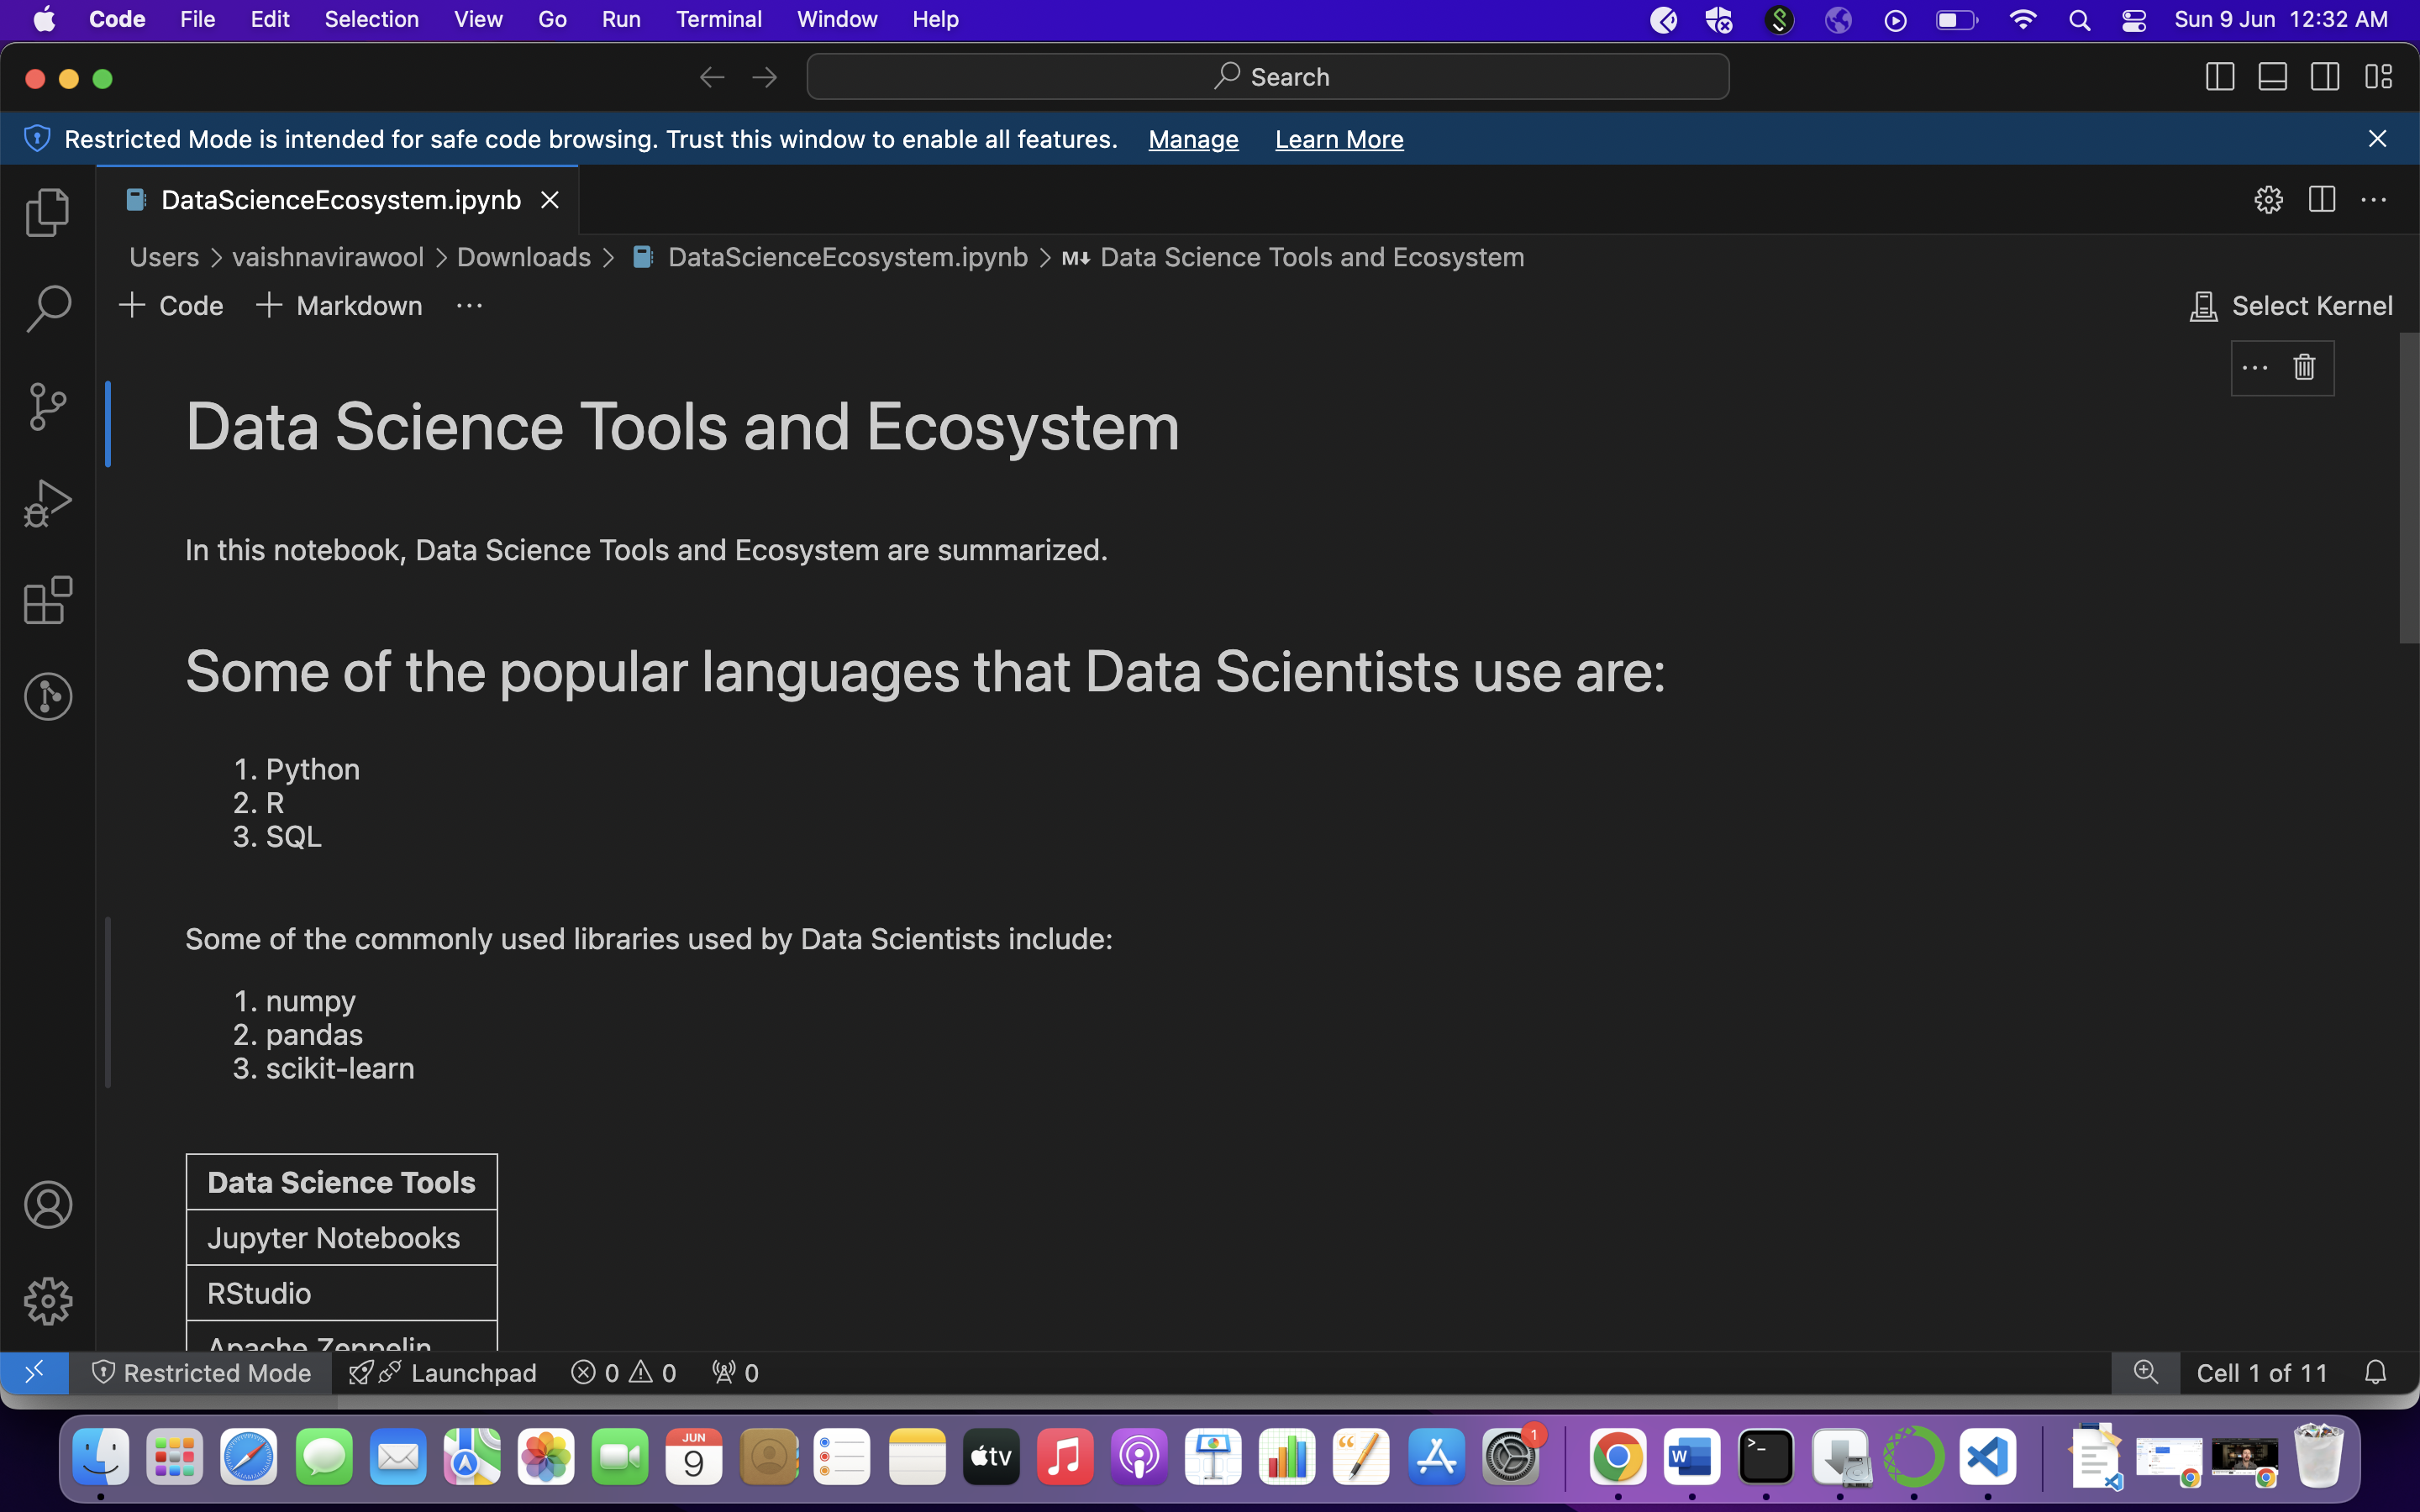 Code File Edit Selection View Go Run Terminal Window Help Sun 9 Jun 12:32 AM
Search
Restricted Mode is intended for safe code browsing. Trust this window to enable all features. Manage Learn More
DataScienceEcosystem.ipynb
Users > vaishnavirawool > Downloads > DataScienceEcosystem.ipynb > M↓ Data Science Tools and Ecosystem
+ Code + Markdown ... Select Kernel
Data Science Tools and Ecosystem
In this notebook, Data Science Tools and Ecosystem are summarized.
Some of the popular languages that Data Scientists use are:
1. Python
2. R
3. SQL
Some of the commonly used libraries used by Data Scientists include:
1. numpy
2. pandas
3. scikit-learn
Data Science Tools
Jupyter Notebooks
RStudio
Apache Zeppelin
Restricted Mode Launchpad 0 0 0 Cell 1 of 11
JUN
9
tv
1
W
>_